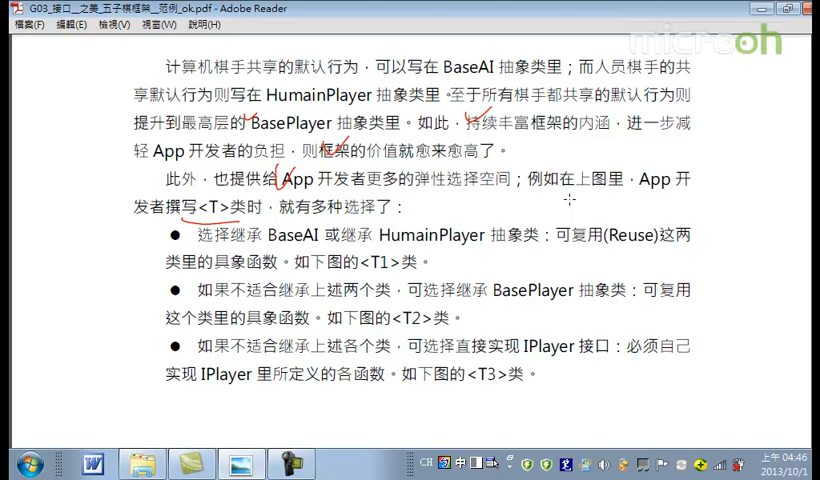 G03_接口__之美_五子棋框架__范例_ok.pdf - Adobe Reader
檔案(F) 編輯(E) 檢視(V) 視窗(W) 說明(H)
microoh
计算机棋手共享的默认行为，可以写在 BaseAI 抽象类里；而人员棋手的共
享默认行为则写在 HumainPlayer 抽象类里。至于所有棋手都共享的默认行为则
提升到最高层的 BasePlayer 抽象类里。如此，持续丰富框架的内涵，进一步减
轻 App 开发者的负担，则框架的价值就愈来愈高了。
此外，也提供给 App 开发者更多的弹性选择空间；例如在上图里，App 开
发者撰写<T>类时，就有多种选择了：
● 选择继承 BaseAI 或继承 HumainPlayer 抽象类：可复用(Reuse)这两
类里的具象函数。如下图的<T1>类。
● 如果不适合继承上述两个类，可选择继承 BasePlayer 抽象类：可复用
这个类里的具象函数。如下图的<T2>类。
● 如果不适合继承上述各个类，可选择直接实现 IPlayer 接口：必须自己
实现 IPlayer 里所定义的各函数。如下图的<T3>类。
CH 中 上午 04:46
2013/10/1